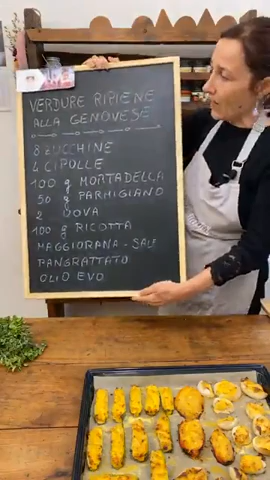 VERDURE RIPIENE
ALLA GENOVESE
8 ZUCCHINE
4 CIPOLLE
100 g MORTADELLA
50 g PARMIGIANO
2 UOVA
100 g RICOTTA
MAGGIORANA - SALE
PANGRATTATO
OLIO EVO